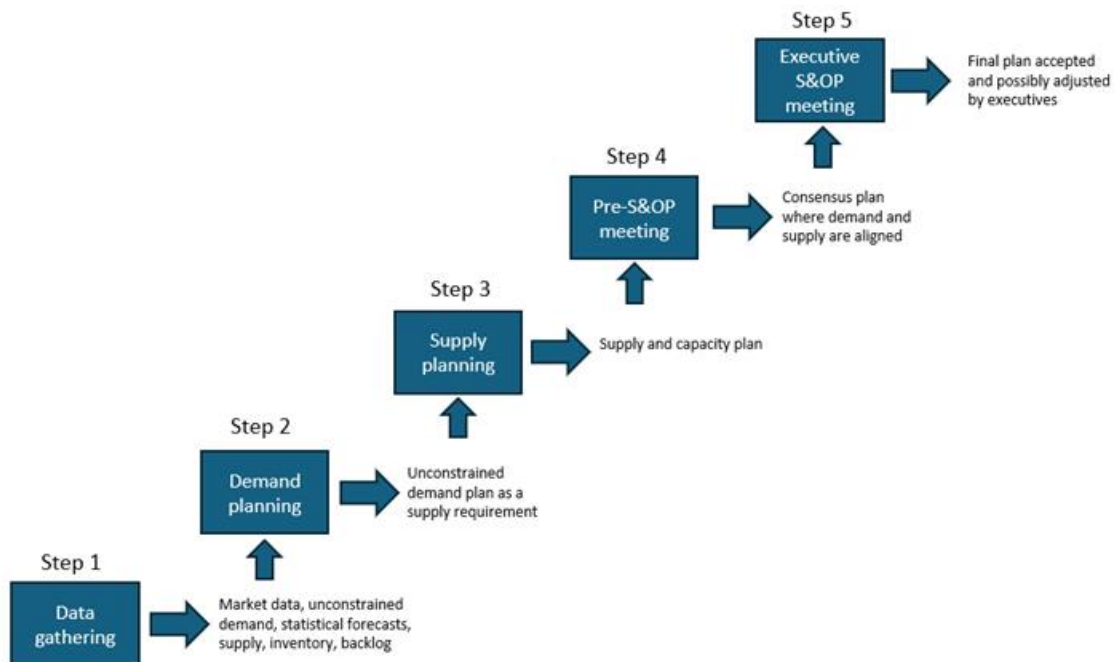 Step 1
Data
gathering
Market data, unconstrained
demand, statistical forecasts,
supply, inventory, backlog
Step 2
Demand
planning
Unconstrained
demand plan as a
supply requirement
Step 3
Supply
planning
Supply and capacity plan
Step 4
Pre-S&OP
meeting
Consensus plan
where demand and
supply are aligned
Step 5
Executive
S&OP
meeting
Final plan accepted
and possibly adjusted
by executives